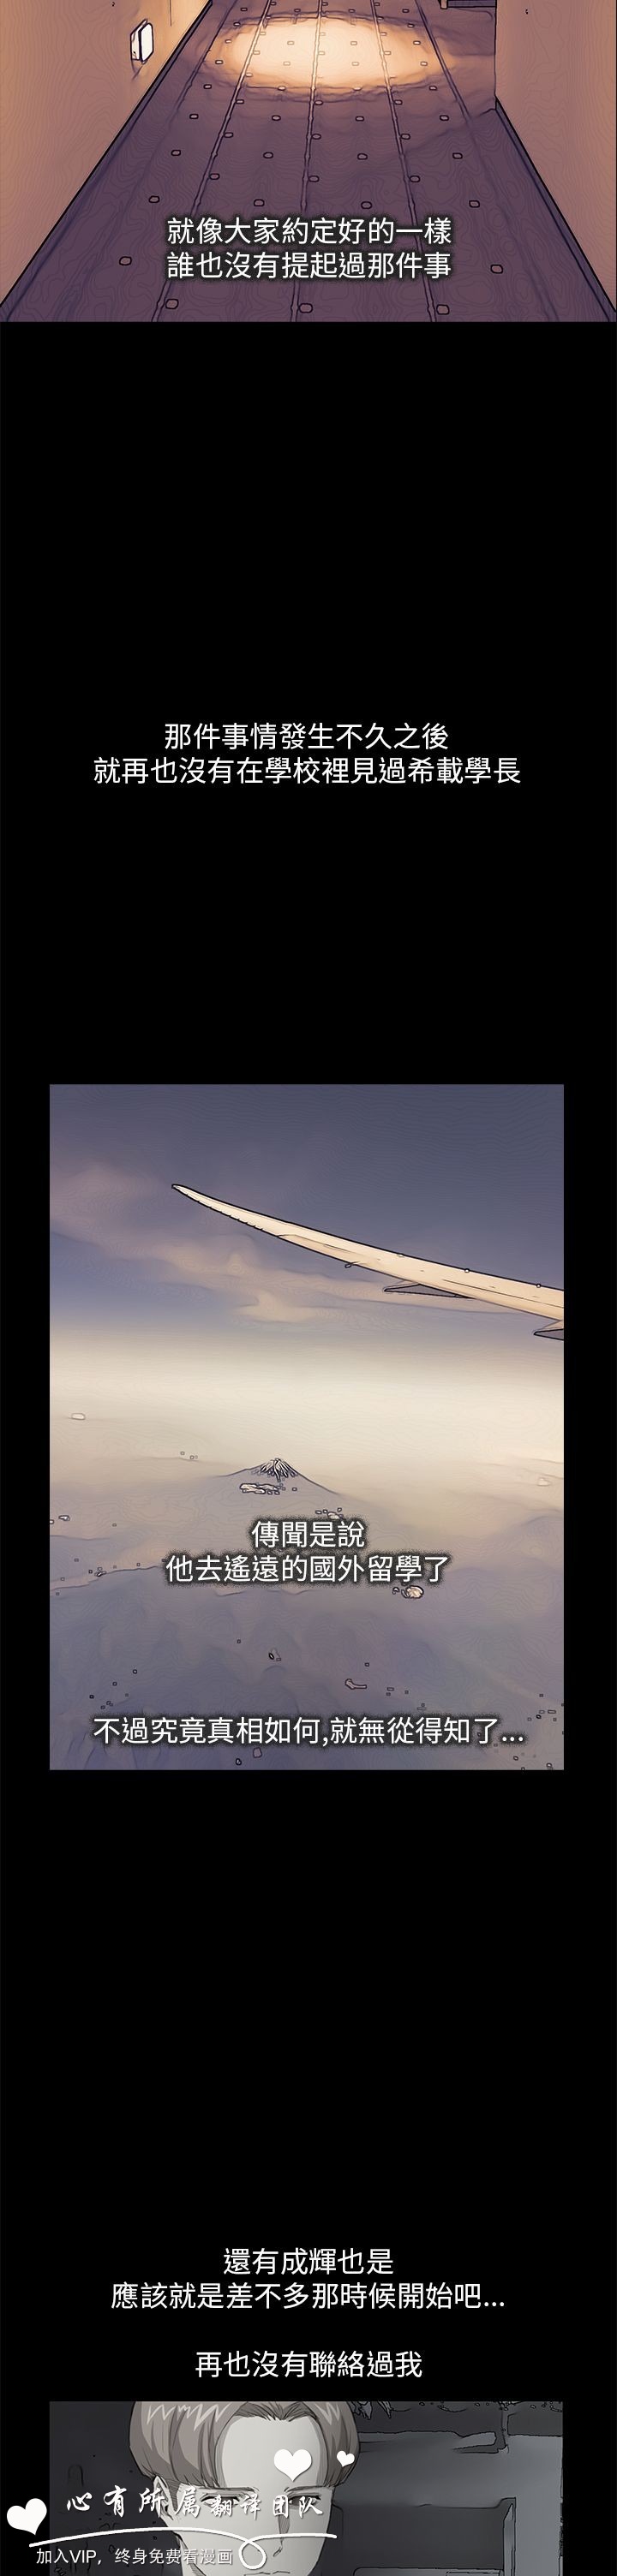 就像大家約定好的一樣
誰也沒有提起過那件事
那件事情發生不久之後
就再也沒有在學校裡見過希載學長
傳聞是說
他去遙遠的國外留學了
不過究竟真相如何,就無從得知了...
還有成輝也是
應該就是差不多那時候開始吧...
再也沒有聯絡過我
心有所属翻译团队
加入VIP，终身免费看漫画